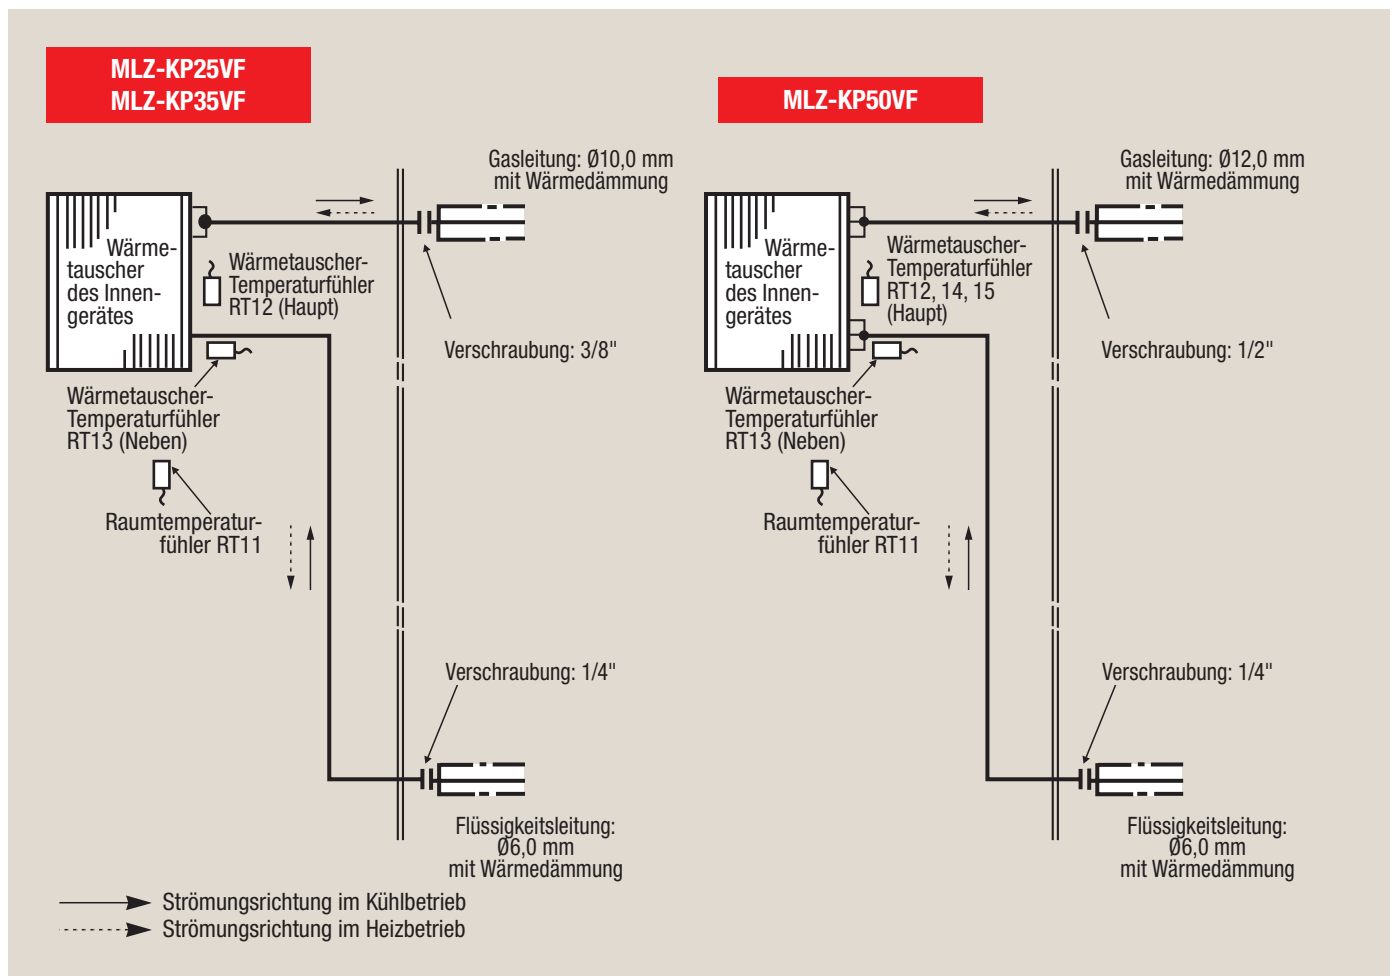 MLZ-KP25VF
MLZ-KP35VF
Gasleitung: Ø10,0 mm
mit Wärmedämmung
Wärme-
tauscher
des Innen-
gerätes
Wärmetauscher-
Temperaturfühler
RT12 (Haupt)
Verschraubung: 3/8"
Wärmetauscher-
Temperaturfühler
RT13 (Neben)
Raumtemperatur-
fühler RT11
Verschraubung: 1/4"
Flüssigkeitsleitung:
Ø6,0 mm
mit Wärmedämmung
MLZ-KP50VF
Gasleitung: Ø12,0 mm
mit Wärmedämmung
Wärme-
tauscher
des Innen-
gerätes
Wärmetauscher-
Temperaturfühler
RT12, 14, 15
(Haupt)
Verschraubung: 1/2"
Wärmetauscher-
Temperaturfühler
RT13 (Neben)
Raumtemperatur-
fühler RT11
Verschraubung: 1/4"
Flüssigkeitsleitung:
Ø6,0 mm
mit Wärmedämmung
Strömungsrichtung im Kühlbetrieb
Strömungsrichtung im Heizbetrieb